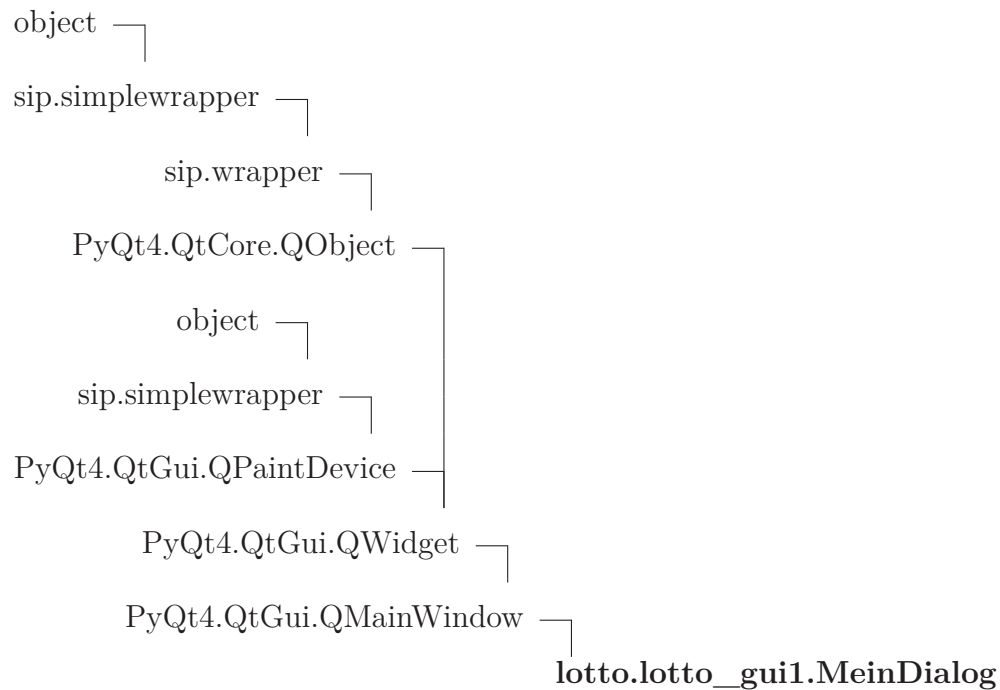 object
sip.simplewrapper
sip.wrapper
PyQt4.QtCore.QObject
object
sip.simplewrapper
PyQt4.QtGui.QPaintDevice
PyQt4.QtGui.QWidget
PyQt4.QtGui.QMainWindow
lotto.lotto_gui1.MeinDialog